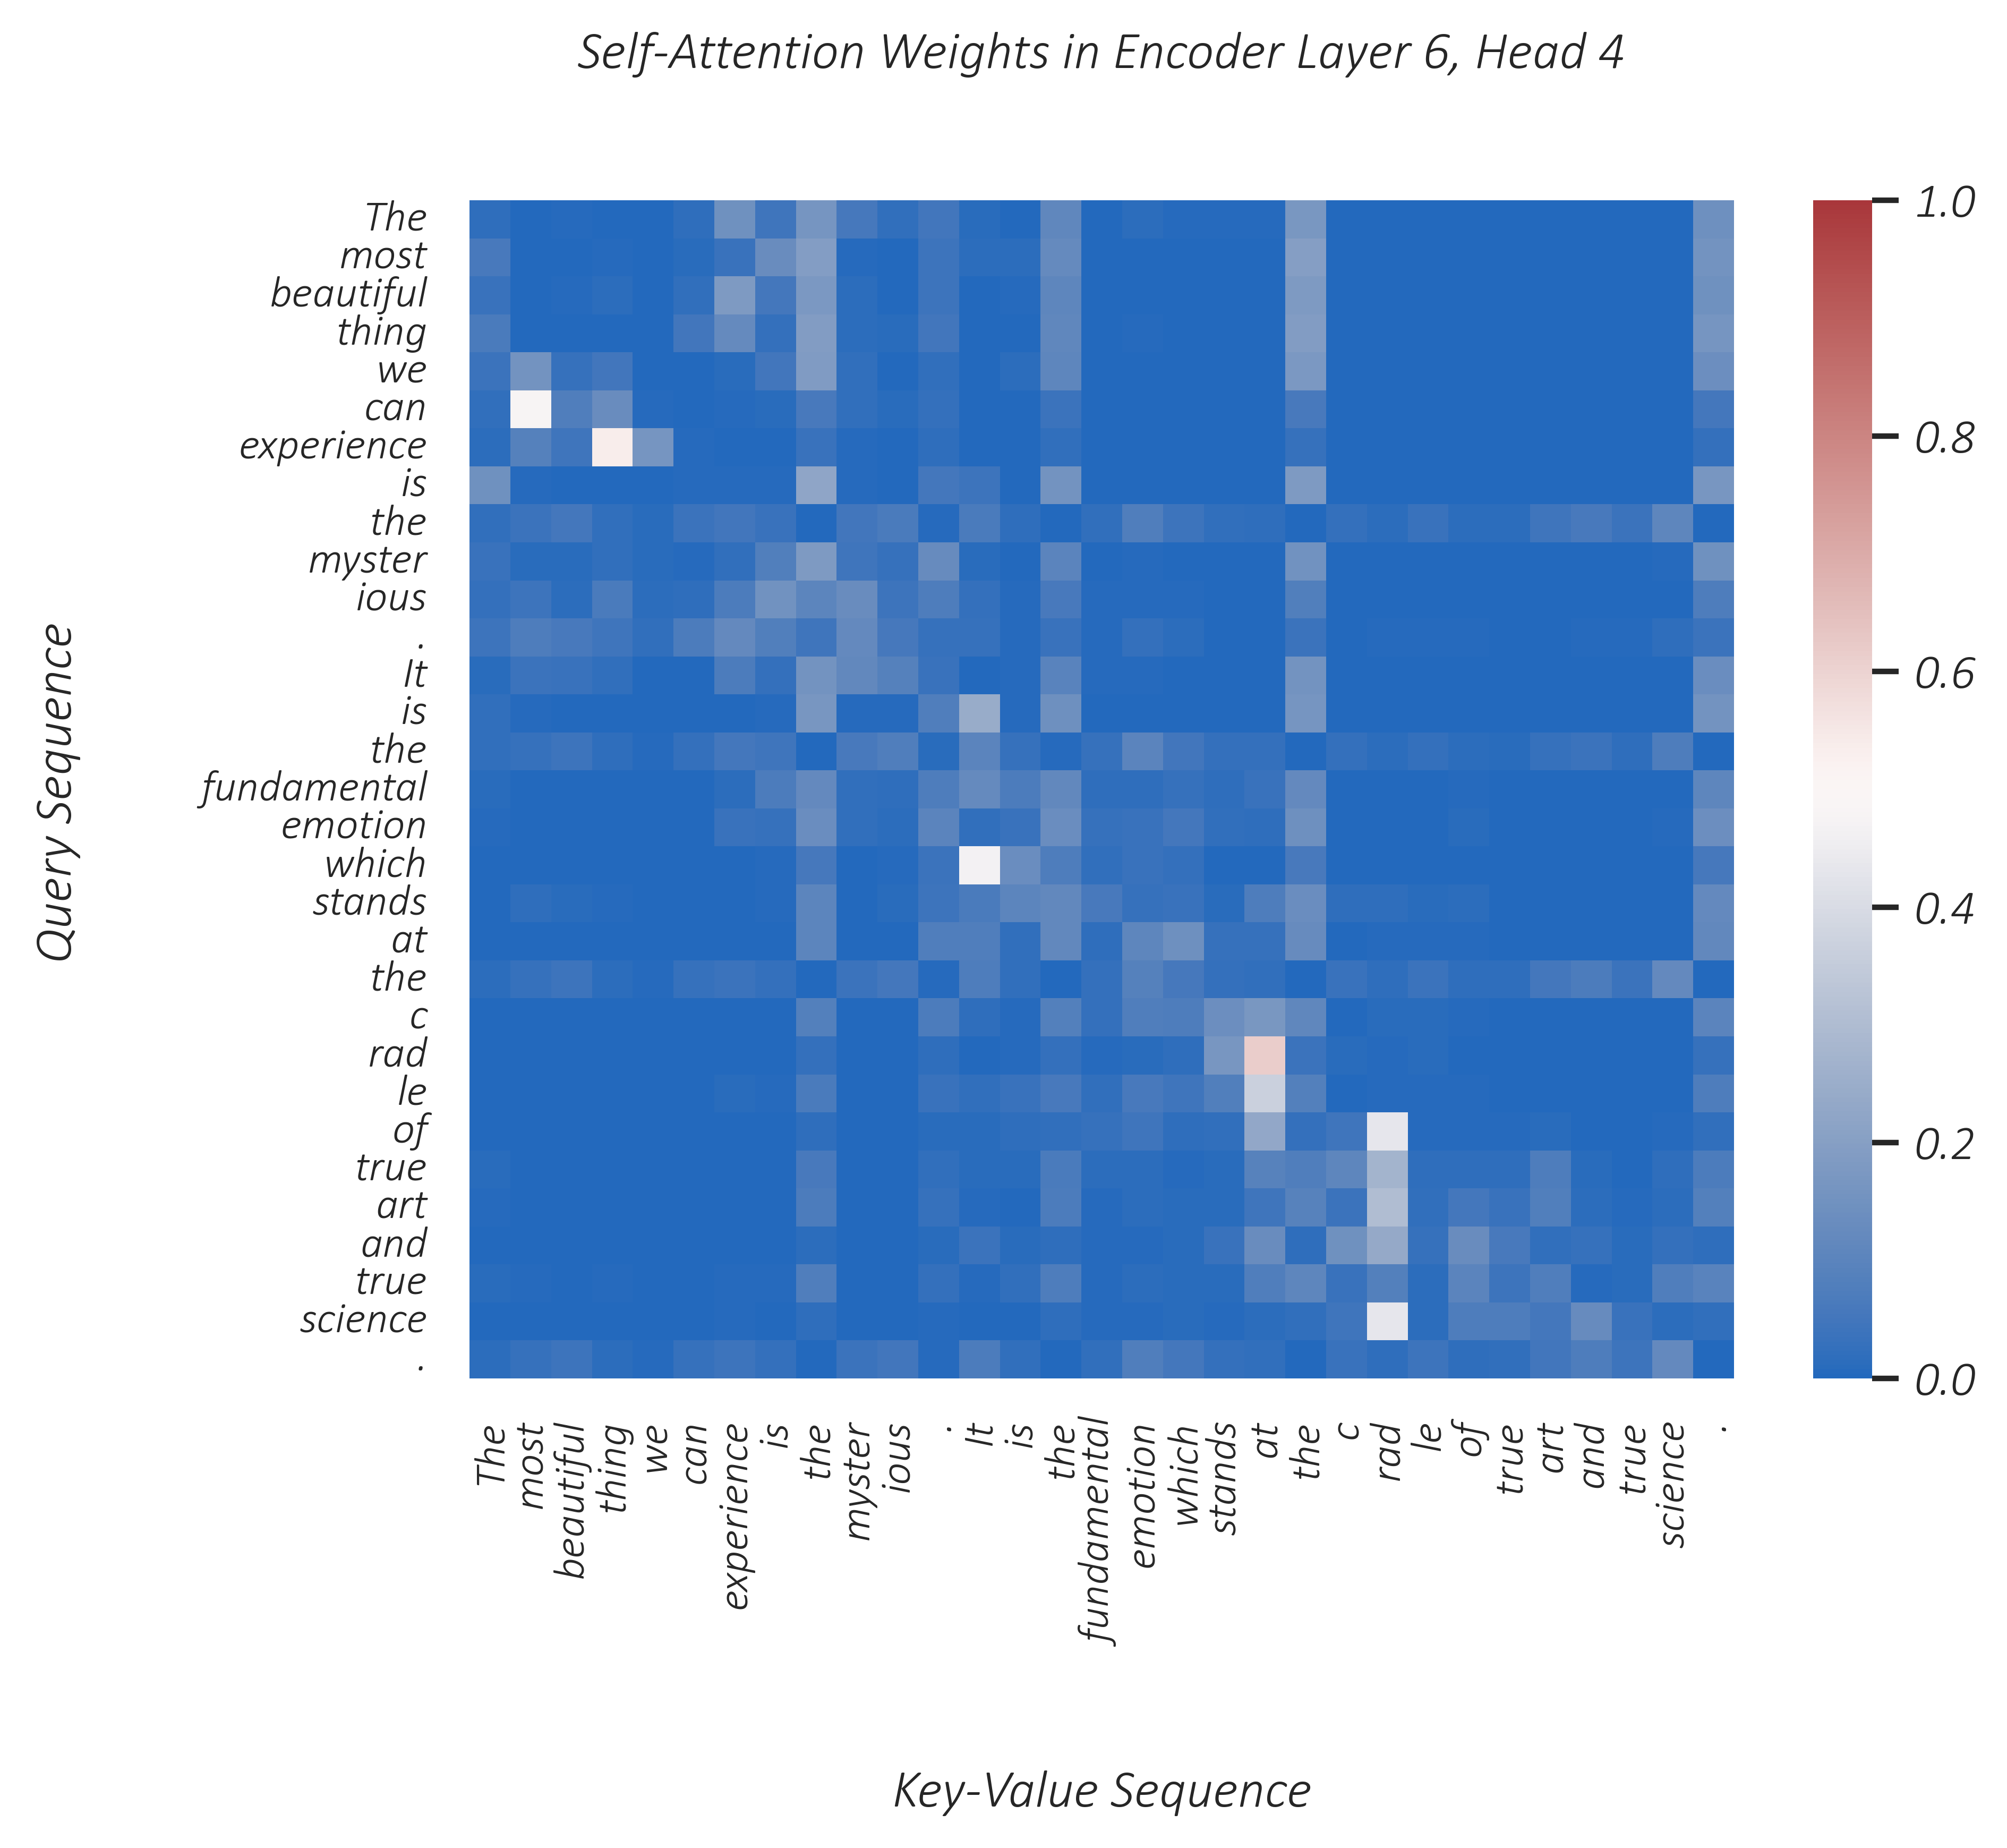 Self-Attention Weights in Encoder Layer 6, Head 4
Query Sequence
The
most
beautiful
thing
we
can
experience
is
the
myster
ious
.
It
is
the
fundamental
emotion
which
stands
at
the
c
rad
le
of
true
art
and
true
science
.
The
most
beautiful
thing
we
can
experience
is
the
myster
ious
.
It
is
the
fundamental
emotion
which
stands
at
the
c
rad
le
of
true
art
and
true
science
.
Key-Value Sequence
1.0
0.8
0.6
0.4
0.2
0.0